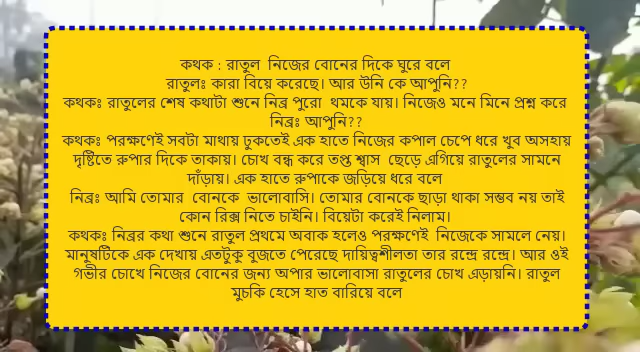 কথক : রাতুল  নিজের বোনের দিকে ঘুরে বলে
রাতুলঃ কারা বিয়ে করেছে। আর উনি কে আপুনি??
কথকঃ রাতুলের শেষ কথাটা শুনে নিব্র পুরো  থমকে যায়। নিজেও মনে মিনে প্রশ্ন করে
নিব্রঃ আপুনি??
কথকঃ পরক্ষণেই সবটা মাথায় ঢুকতেই এক হাতে নিজের কপাল চেপে ধরে খুব অসহায়
দৃষ্টিতে রুপার দিকে তাকায়। চোখ বন্ধ করে তপ্ত শ্বাস  ছেড়ে এগিয়ে রাতুলের সামনে
দাঁড়ায়। এক হাতে রুপাকে জড়িয়ে ধরে বলে
নিব্রঃ আমি তোমার  বোনকে  ভালোবাসি। তোমার বোনকে ছাড়া থাকা সম্ভব নয় তাই
কোন রিক্স নিতে চাইনি। বিয়েটা করেই নিলাম।
কথকঃ নিব্রর কথা শুনে রাতুল প্রথমে অবাক হলেও পরক্ষণেই  নিজেকে সামলে নেয়।
মানুষটিকে এক দেখায় এতটুকু বুজতে পেরেছে দায়িত্বশীলতা তার রন্দ্রে রন্দ্রে। আর ওই
গভীর চোখে নিজের বোনের জন্য অপার ভালোবাসা রাতুলের চোখ এড়ায়নি। রাতুল
মুচকি হেসে হাত বারিয়ে বলে